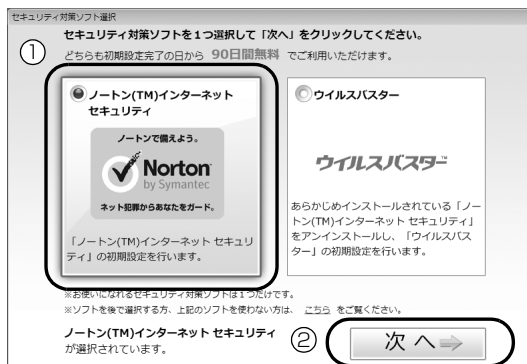 セキュリティ対策ソフト選択
セキュリティ対策ソフトを1つ選択して「次へ」をクリックしてください。
① どちらも初期設定完了の日から 90日間無料 でご利用いただけます。
ノートン(TM)インターネット
セキュリティ
ノートンで備えよう。
Norton
by Symantec
ネット犯罪からあなたをガード。
「ノートン(TM)インターネット セキュリ
ティ」の初期設定を行います。
ウイルスバスター
ウイルスバスター™
あらかじめインストールされている「ノー
トン(TM)インターネット セキュリティ」
をアンインストールし、「ウイルスバス
ター」の初期設定を行います。
※お使いになれるセキュリティ対策ソフトは1つだけです。
※ソフトを後で選択する方、上記のソフトを使わない方は、 こちら をご覧ください。
ノートン(TM)インターネット セキュリティ
が選択されています。
② 次 へ